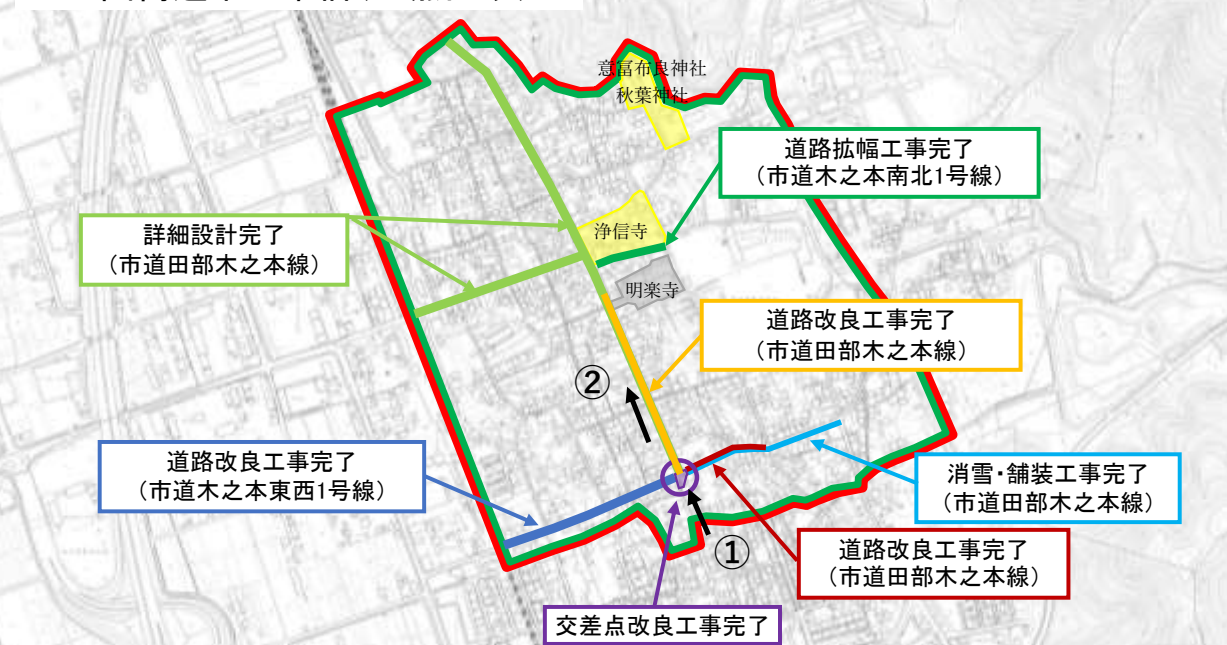 意富布良神社
秋葉神社
道路拡幅工事完了
(市道木之本南北1号線)
浄信寺
詳細設計完了
(市道田部木之本線)
明楽寺
道路改良工事完了
(市道田部木之本線)
②
道路改良工事完了
(市道木之本東西1号線)
消雪・舗装工事完了
(市道田部木之本線)
①
道路改良工事完了
(市道田部木之本線)
交差点改良工事完了